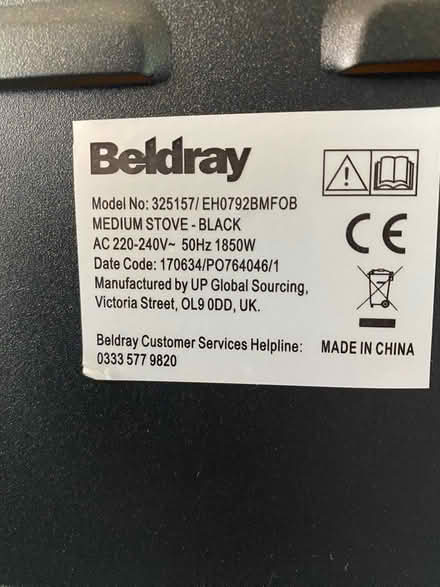 Beldray
Model No: 325157/ EH0792BMFOB
MEDIUM STOVE - BLACK
AC 220-240V~ 50Hz 1850W
Date Code: 170634/PO764046/1
Manufactured by UP Global Sourcing,
Victoria Street, OL9 0DD, UK.
CE
Beldray Customer Services Helpline:
0333 577 9820
MADE IN CHINA